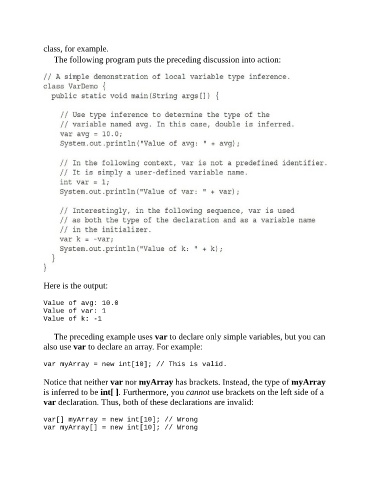 class, for example.
The following program puts the preceding discussion into action:
// A simple demonstration of local variable type inference.
class VarDemo {
public static void main(String args[]) {
// Use type inference to determine the type of the
// variable named avg. In this case, double is inferred.
var avg = 10.0;
System.out.println("Value of avg: " + avg);
// In the following context, var is not a predefined identifier.
// It is simply a user-defined variable name.
int var = 1;
System.out.println("Value of var: " + var);
// Interestingly, in the following sequence, var is used
// as both the type of the declaration and as a variable name
// in the initializer.
var k = -var;
System.out.println("Value of k: " + k);
}
}
Here is the output:
Value of avg: 10.0
Value of var: 1
Value of k: -1
The preceding example uses var to declare only simple variables, but you can
also use var to declare an array. For example:
var myArray = new int[10]; // This is valid.
Notice that neither var nor myArray has brackets. Instead, the type of myArray
is inferred to be int[ ]. Furthermore, you cannot use brackets on the left side of a
var declaration. Thus, both of these declarations are invalid:
var[] myArray = new int[10]; // Wrong
var myArray[] = new int[10]; // Wrong